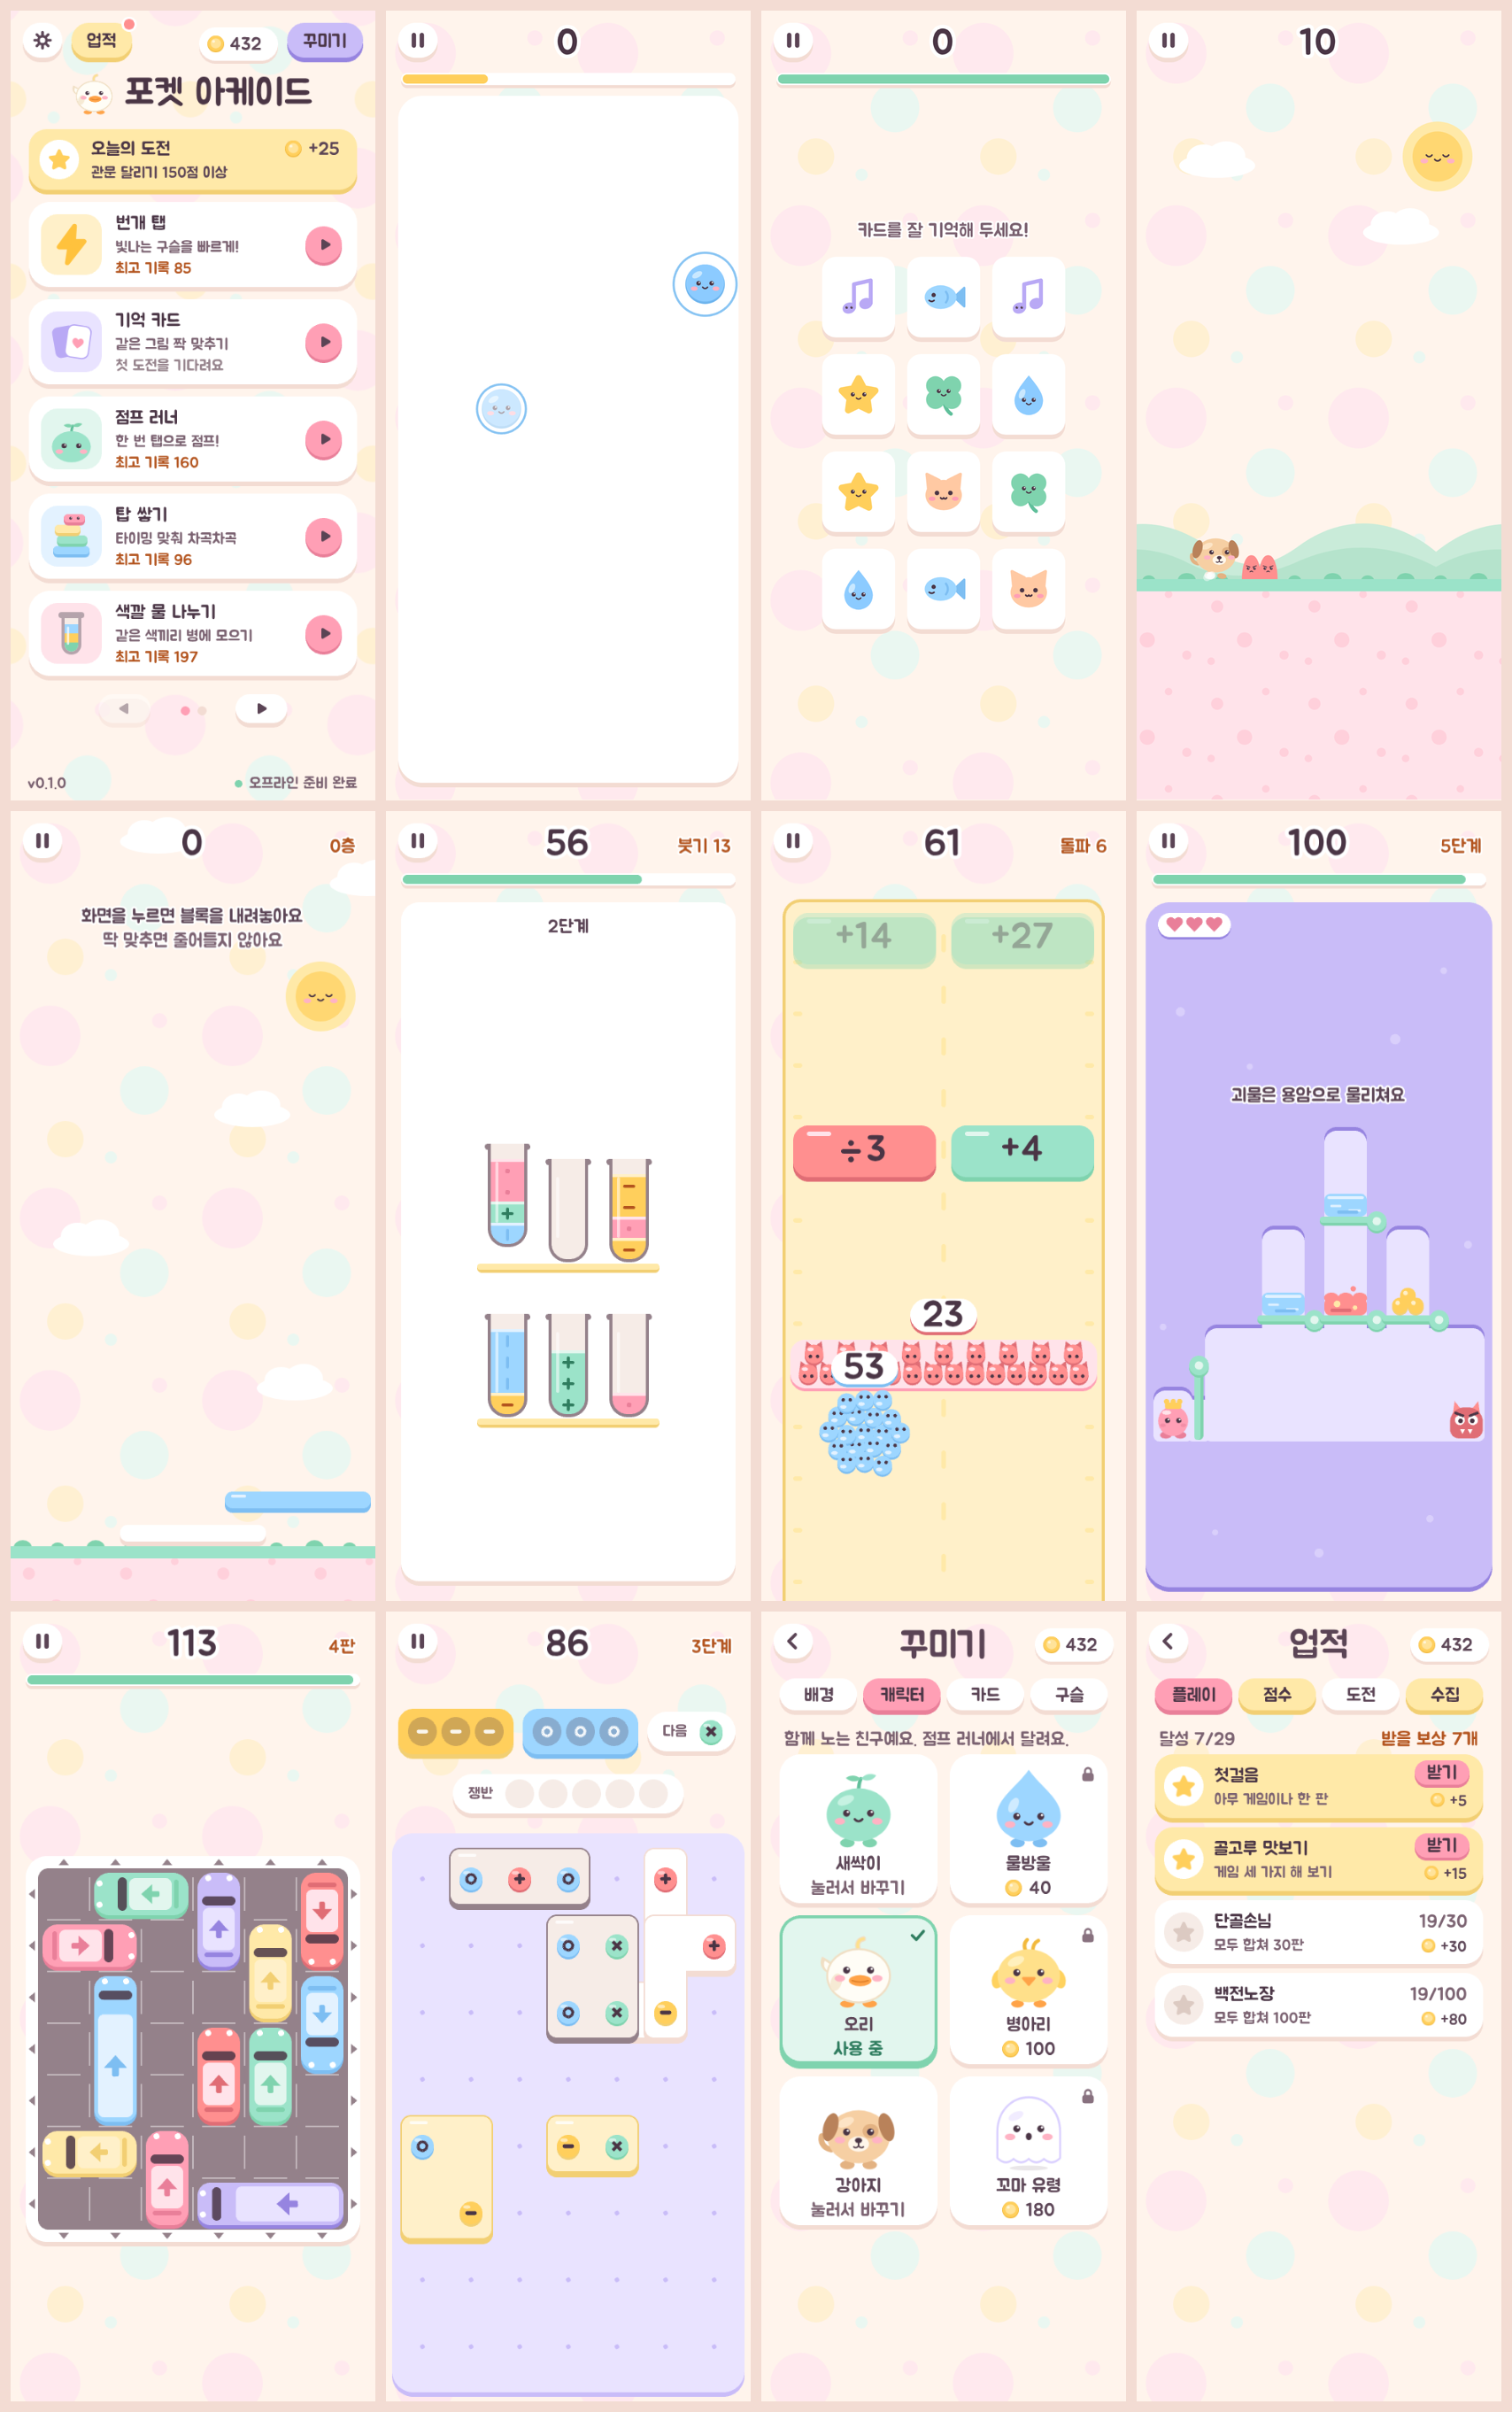 업적
432
꾸미기
포켓 아케이드
오늘의 도전
+25
관문 달리기 150점 이상
번개 탭
빛나는 구슬을 빠르게!
최고 기록 85
기억 카드
같은 그림 짝 맞추기
첫 도전을 기다려요
점프 러너
한 번 탭으로 점프!
최고 기록 160
탑 쌓기
타이밍 맞춰 차곡차곡
최고 기록 96
색깔 물 나누기
같은 색끼리 병에 모으기
최고 기록 197
v0.1.0
오프라인 준비 완료
0
0
카드를 잘 기억해 두세요!
10
0
0층
화면을 누르면 블록을 내려놓아요
딱 맞추면 줄어들지 않아요
56
붓기 13
2단계
61
돌파 6
+14
+27
÷3
+4
23
53
100
5단계
괴물은 용암으로 물리쳐요
113
4판
86
3단계
다음
쟁반
꾸미기
432
배경
캐릭터
카드
구슬
함께 노는 친구예요. 점프 러너에서 달려요.
새싹이
눌러서 바꾸기
물방울
40
오리
사용 중
병아리
100
강아지
눌러서 바꾸기
꼬마 유령
180
업적
432
플레이
점수
도전
수집
달성 7/29
받을 보상 7개
첫걸음
받기
아무 게임이나 한 판
+5
골고루 맛보기
받기
게임 세 가지 해 보기
+15
단골손님
19/30
모두 합쳐 30판
+30
백전노장
19/100
모두 합쳐 100판
+80